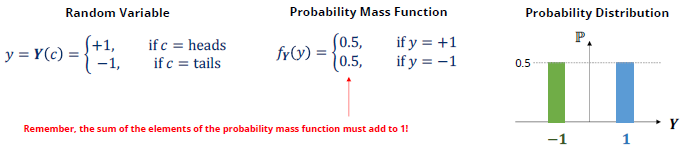 Random Variable
y = Y(c) = { +1, if c = heads
−1, if c = tails
Probability Mass Function
fY(y) = { 0.5, if y = +1
0.5, if y = −1
Remember, the sum of the elements of the probability mass function must add to 1!
Probability Distribution
ℙ
0.5
Y
−1 1